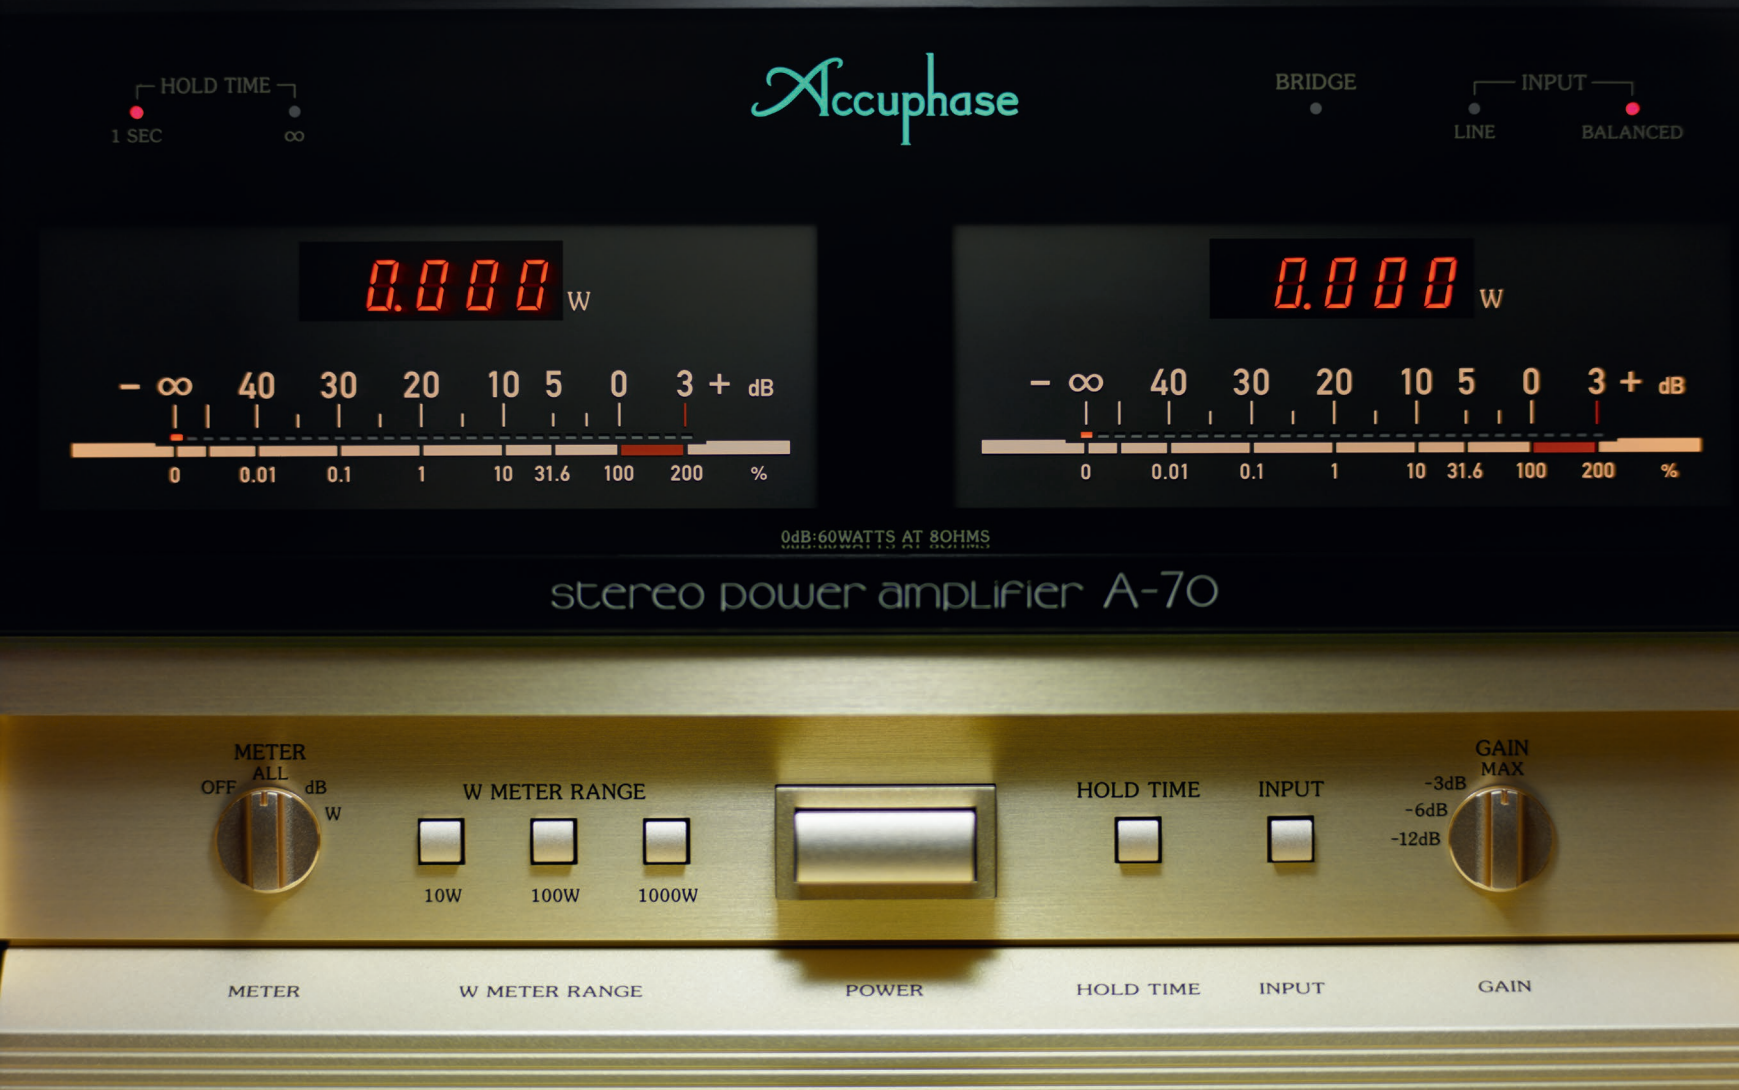 HOLD TIME
1 SEC ∞
Accuphase
BRIDGE
INPUT
LINE BALANCED
0.000 W
− ∞ 40 30 20 10 5 0 3 + dB
0 0.01 0.1 1 10 31.6 100 200 %
0.000 W
− ∞ 40 30 20 10 5 0 3 + dB
0 0.01 0.1 1 10 31.6 100 200 %
0dB:60WATTS AT 8OHMS
stereo power amplifier A-70
METER
ALL
OFF dB
W
W METER RANGE
10W 100W 1000W
HOLD TIME
INPUT
GAIN
MAX
-3dB
-6dB
-12dB
METER W METER RANGE POWER HOLD TIME INPUT GAIN